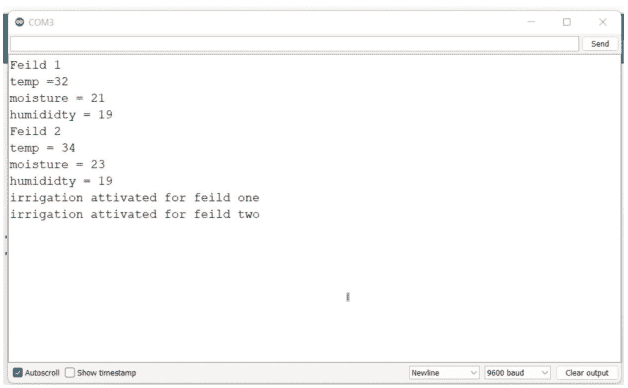 COM3
Send
Feild 1
temp =32
moisture = 21
humididty = 19
Feild 2
temp = 34
moisture = 23
humididty = 19
irrigation attivated for feild one
irrigation attivated for feild two
Autoscroll Show timestamp Newline 9600 baud Clear output